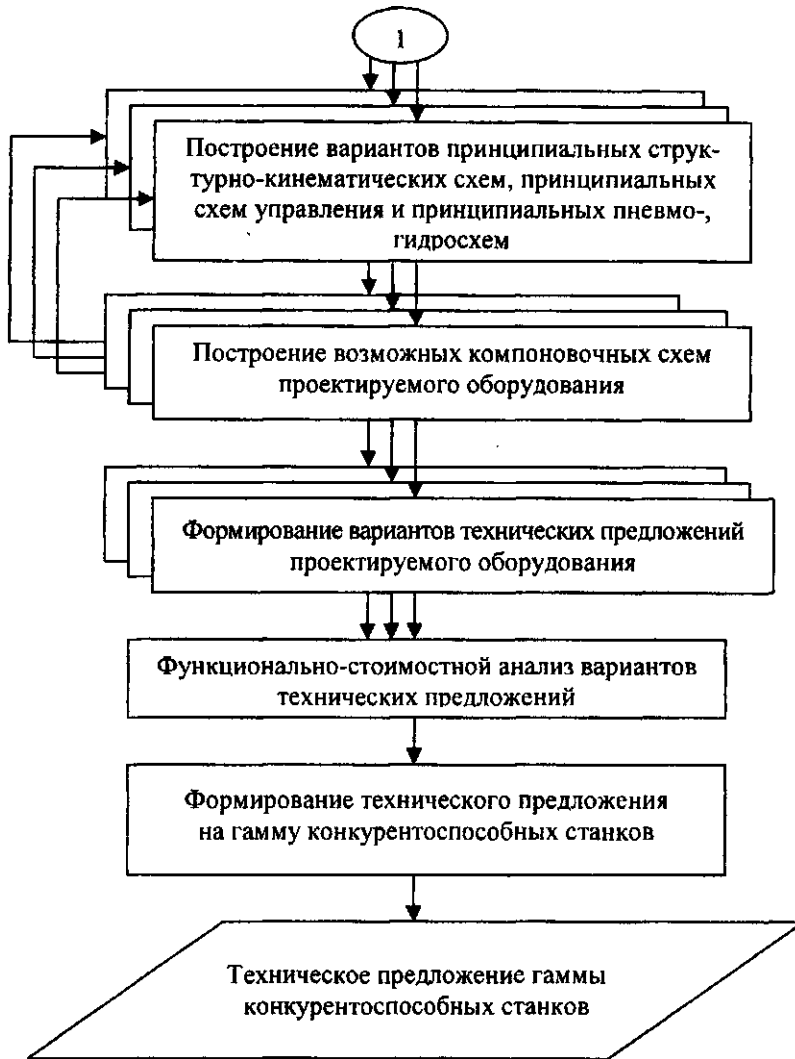 1
Построение вариантов принципиальных струк-
турно-кинематических схем, принципиальных
схем управления и принципиальных пневмо-,
гидросхем
Построение возможных компоновочных схем
проектируемого оборудования
Формирование вариантов технических предложений
проектируемого оборудования
Функционально-стоимостной анализ вариантов
технических предложений
Формирование технического предложения
на гамму конкурентоспособных станков
Техническое предложение гаммы
конкурентоспособных станков